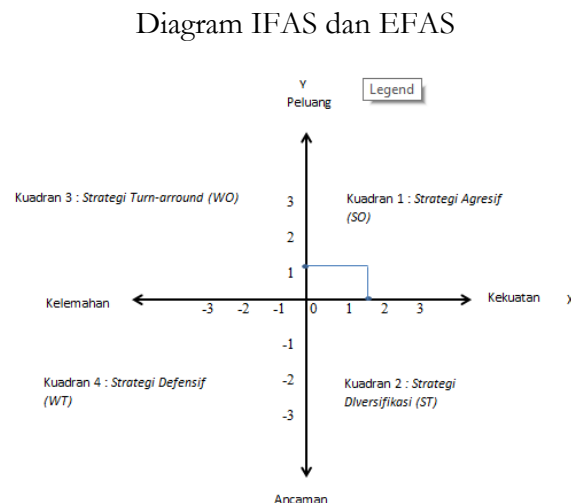 Diagram IFAS dan EFAS
Y
Legend
Peluang
Kuadran 3 : Strategi Turn-arround (WO)
3
Kuadran 1 : Strategi Agresif
(SO)
2
1
Kelemahan
Kekuatan
X
-3 -2 -1 0 1 2 3
-1
Kuadran 4 : Strategi Defensif
(WT)
-2
Kuadran 2 : Strategi
DIversifikasi (ST)
-3
Ancaman